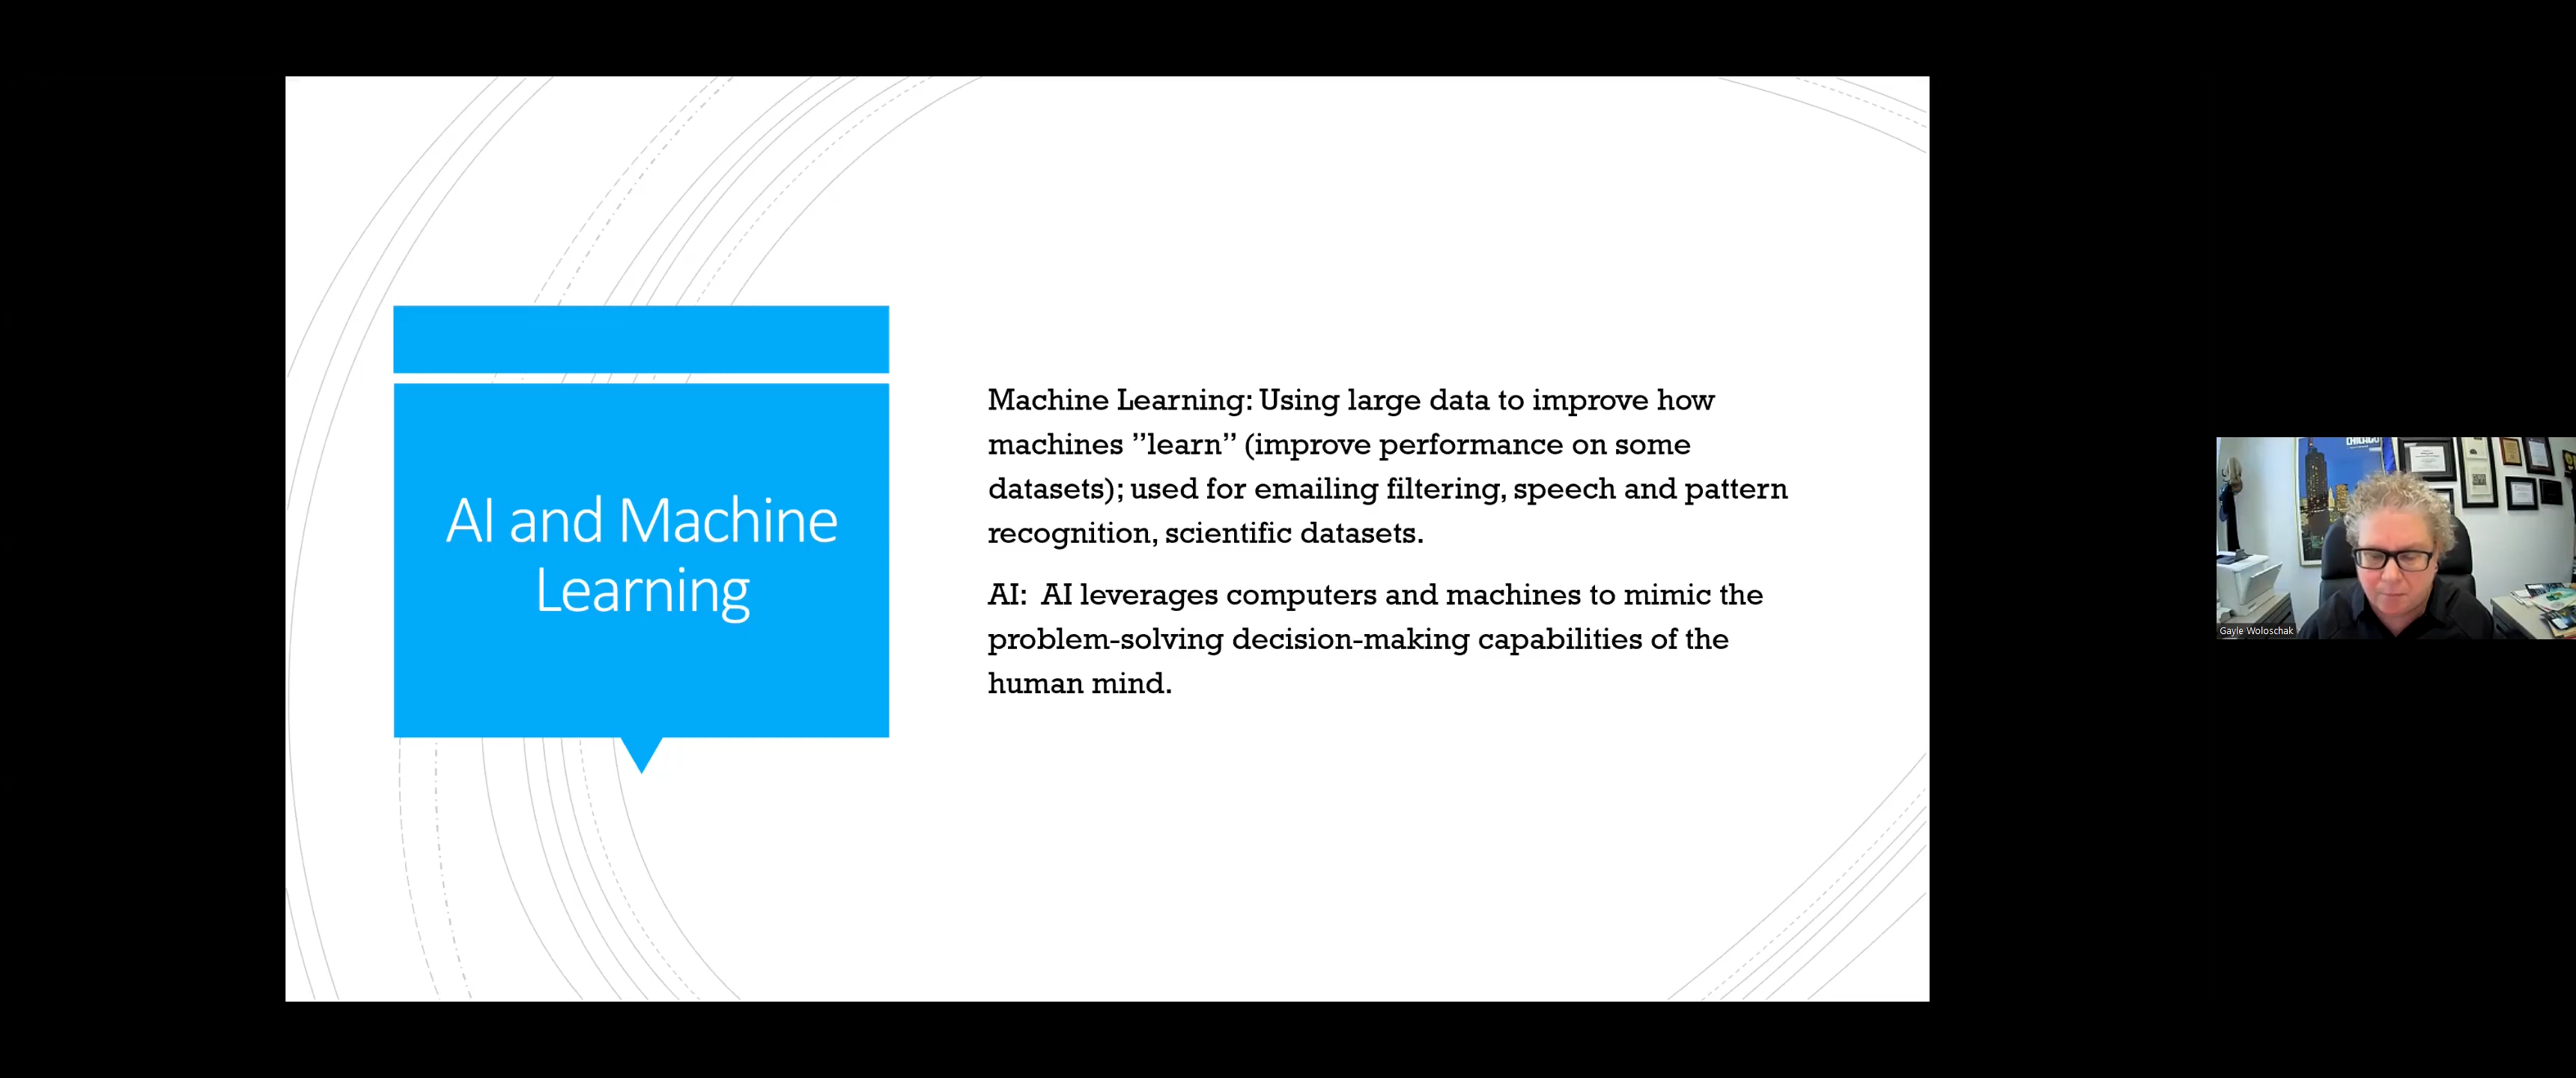 AI and Machine
Learning
Machine Learning: Using large data to improve how
machines ”learn” (improve performance on some
datasets); used for emailing filtering, speech and pattern
recognition, scientific datasets.
AI:  AI leverages computers and machines to mimic the
problem-solving decision-making capabilities of the
human mind.
CHICAGO
Gayle Woloschak